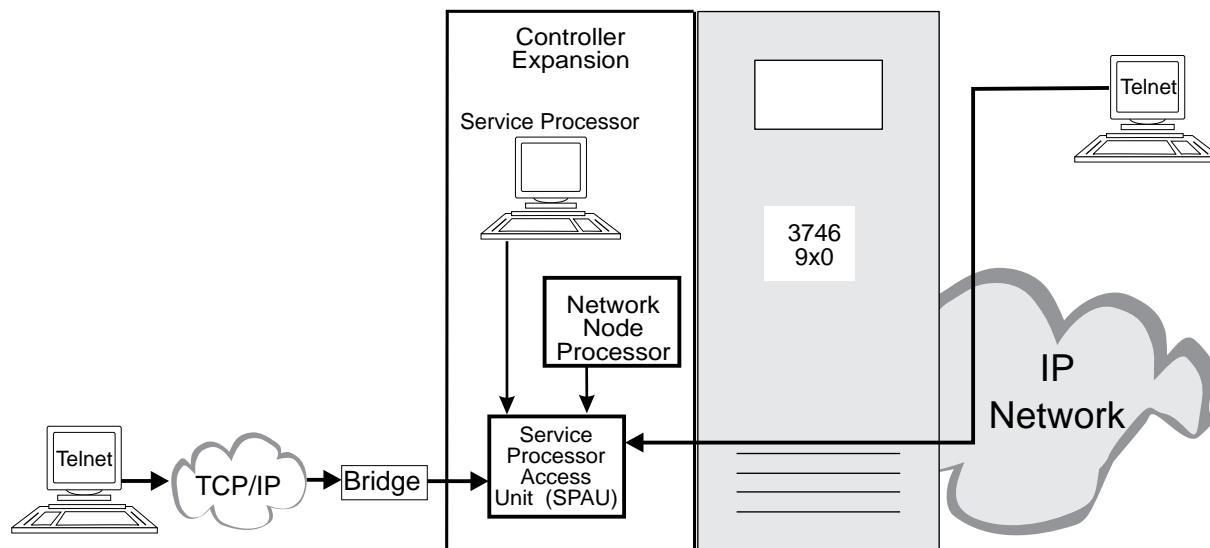 Controller
Expansion
Service Processor
Telnet
3746
9x0
Network
Node
Processor
IP
Network
Service
Processor
Access
Unit (SPAU)
Telnet
TCP/IP
Bridge